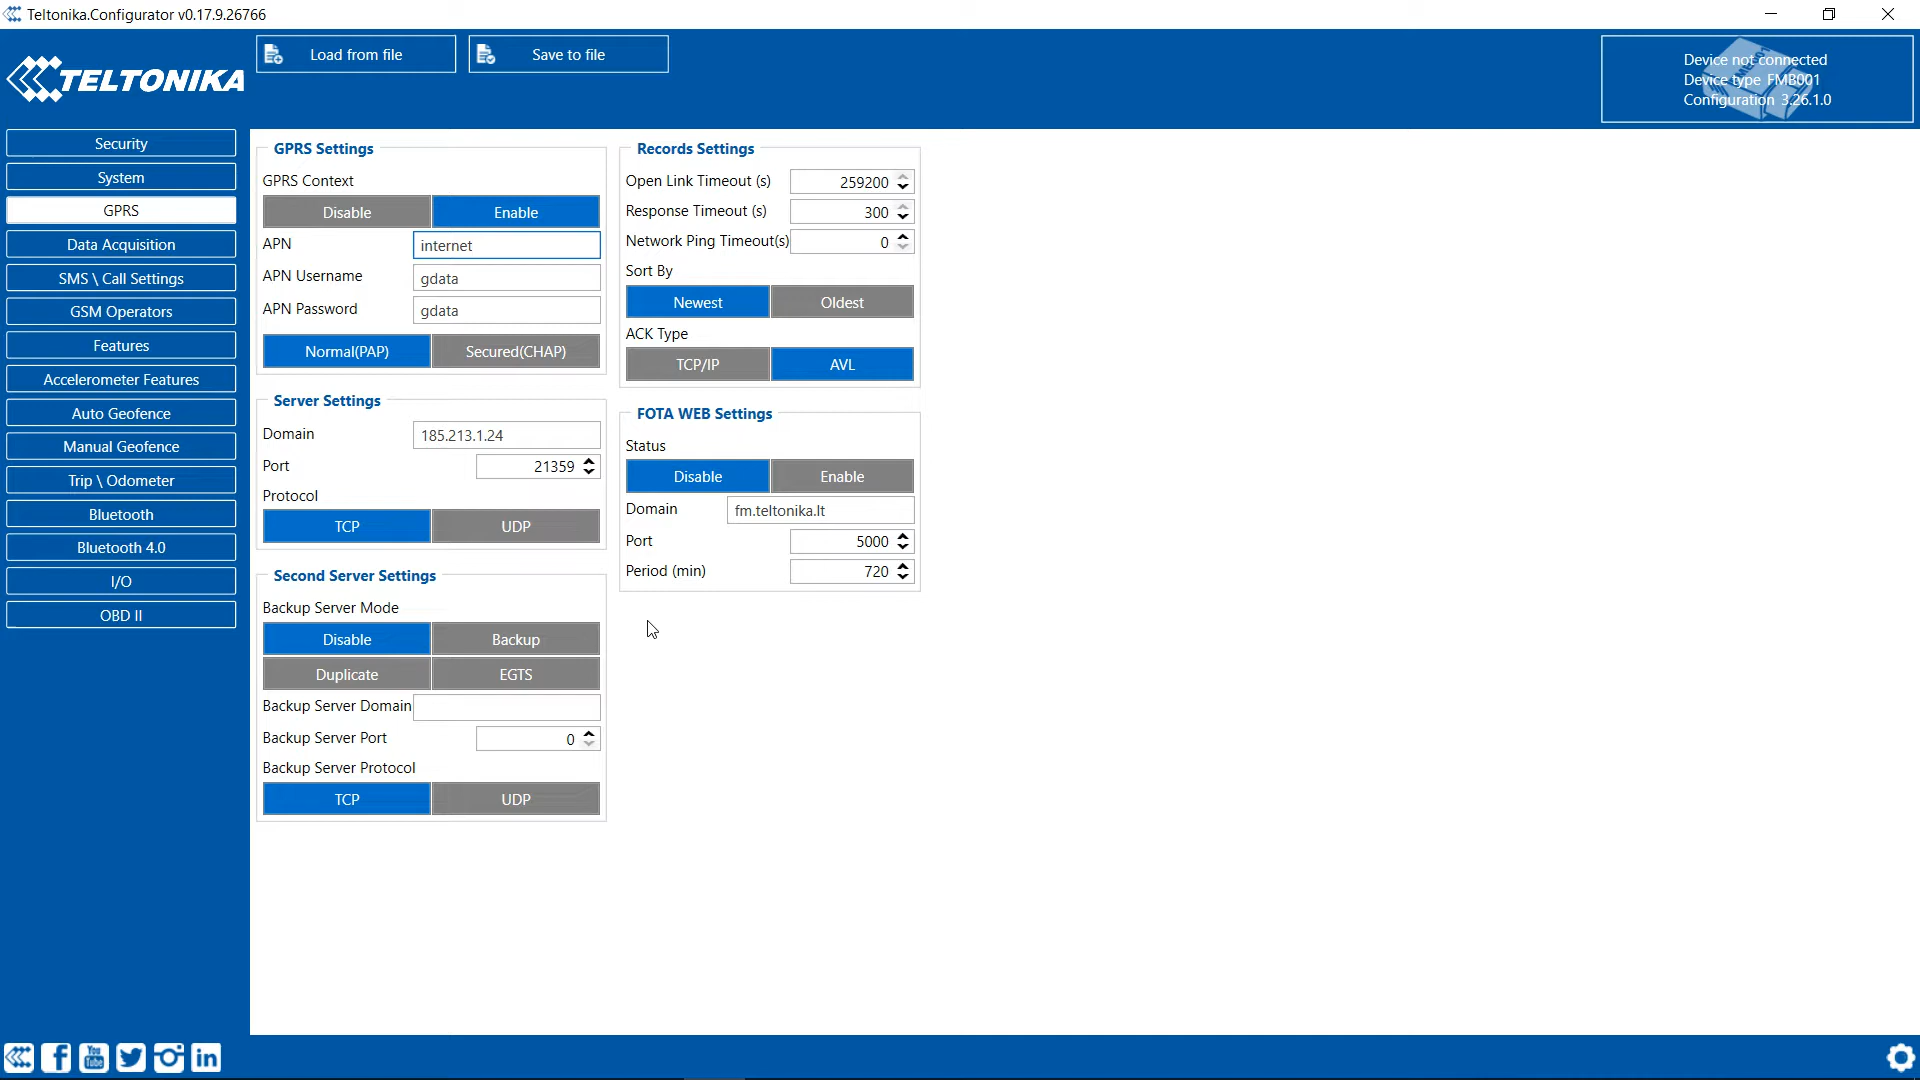 Teltonika.Configurator v0.17.9.26766
Load from file
Save to file
TELTONIKA
Device not connected
Device type FMB001
Configuration 3.26.1.0
Security
System
GPRS
Data Acquisition
SMS \ Call Settings
GSM Operators
Features
Accelerometer Features
Auto Geofence
Manual Geofence
Trip \ Odometer
Bluetooth
Bluetooth 4.0
I/O
OBD II
GPRS Settings
GPRS Context
Disable Enable
APN internet
APN Username gdata
APN Password gdata
Normal(PAP) Secured(CHAP)
Server Settings
Domain 185.213.1.24
Port 21359
Protocol
TCP UDP
Second Server Settings
Backup Server Mode
Disable Backup
Duplicate EGTS
Backup Server Domain
Backup Server Port 0
Backup Server Protocol
TCP UDP
Records Settings
Open Link Timeout (s) 259200
Response Timeout (s) 300
Network Ping Timeout(s) 0
Sort By
Newest Oldest
ACK Type
TCP/IP AVL
FOTA WEB Settings
Status
Disable Enable
Domain fm.teltonika.lt
Port 5000
Period (min) 720
You
Tube
in